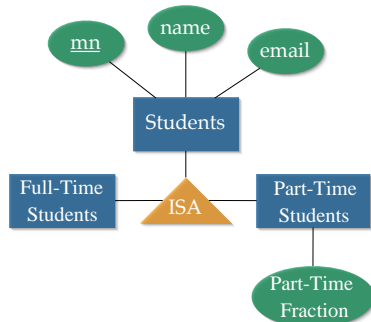 mn
name
email
Students
Full-Time
Students
ISA
Part-Time
Students
Part-Time
Fraction